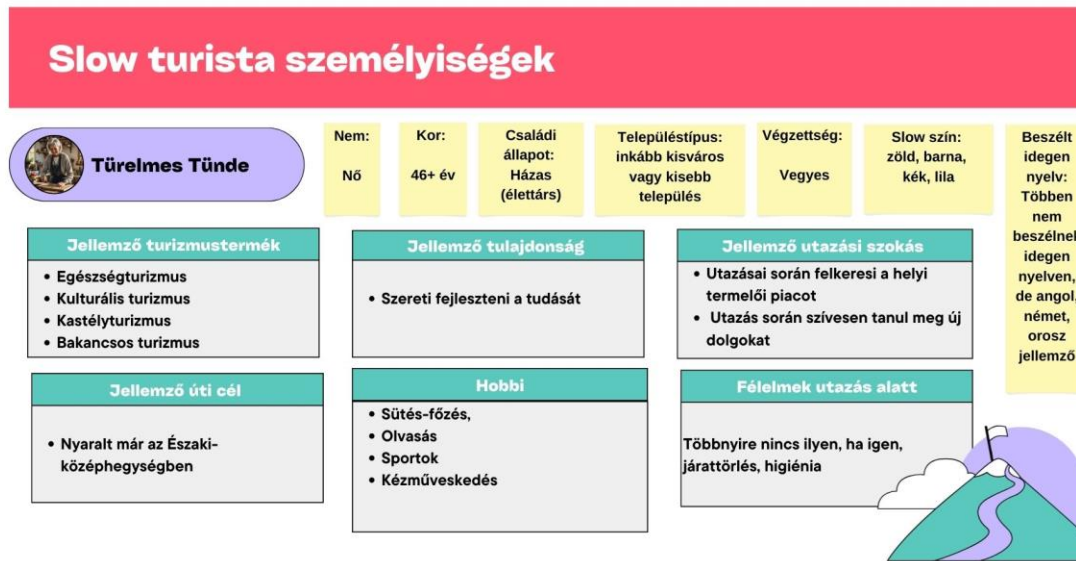 Slow turista személyiségek
Türelmes Tünde
Nem:
Nő
Kor:
46+ év
Családi
állapot:
Házas
(élettárs)
Településtípus:
inkább kisváros
vagy kisebb
település
Végzettség:
Vegyes
Slow szín:
zöld, barna,
kék, lila
Beszélt
idegen
nyelv:
Többen
nem
beszélnek
idegen
nyelven,
de angol,
német,
orosz
jellemző
Jellemző turizmustermék
• Egészségturizmus
• Kulturális turizmus
• Kastélyturizmus
• Bakancsos turizmus
Jellemző tulajdonság
• Szereti fejleszteni a tudását
Jellemző utazási szokás
• Utazásai során felkeresi a helyi
termelői piacot
• Utazás során szívesen tanul meg új
dolgokat
Jellemző úti cél
• Nyaralt már az Északi-
középhegységben
Hobbi
• Sütés-főzés,
• Olvasás
• Sportok
• Kézműveskedés
Félelmek utazás alatt
Többnyire nincs ilyen, ha igen,
járattörlés, higiénia